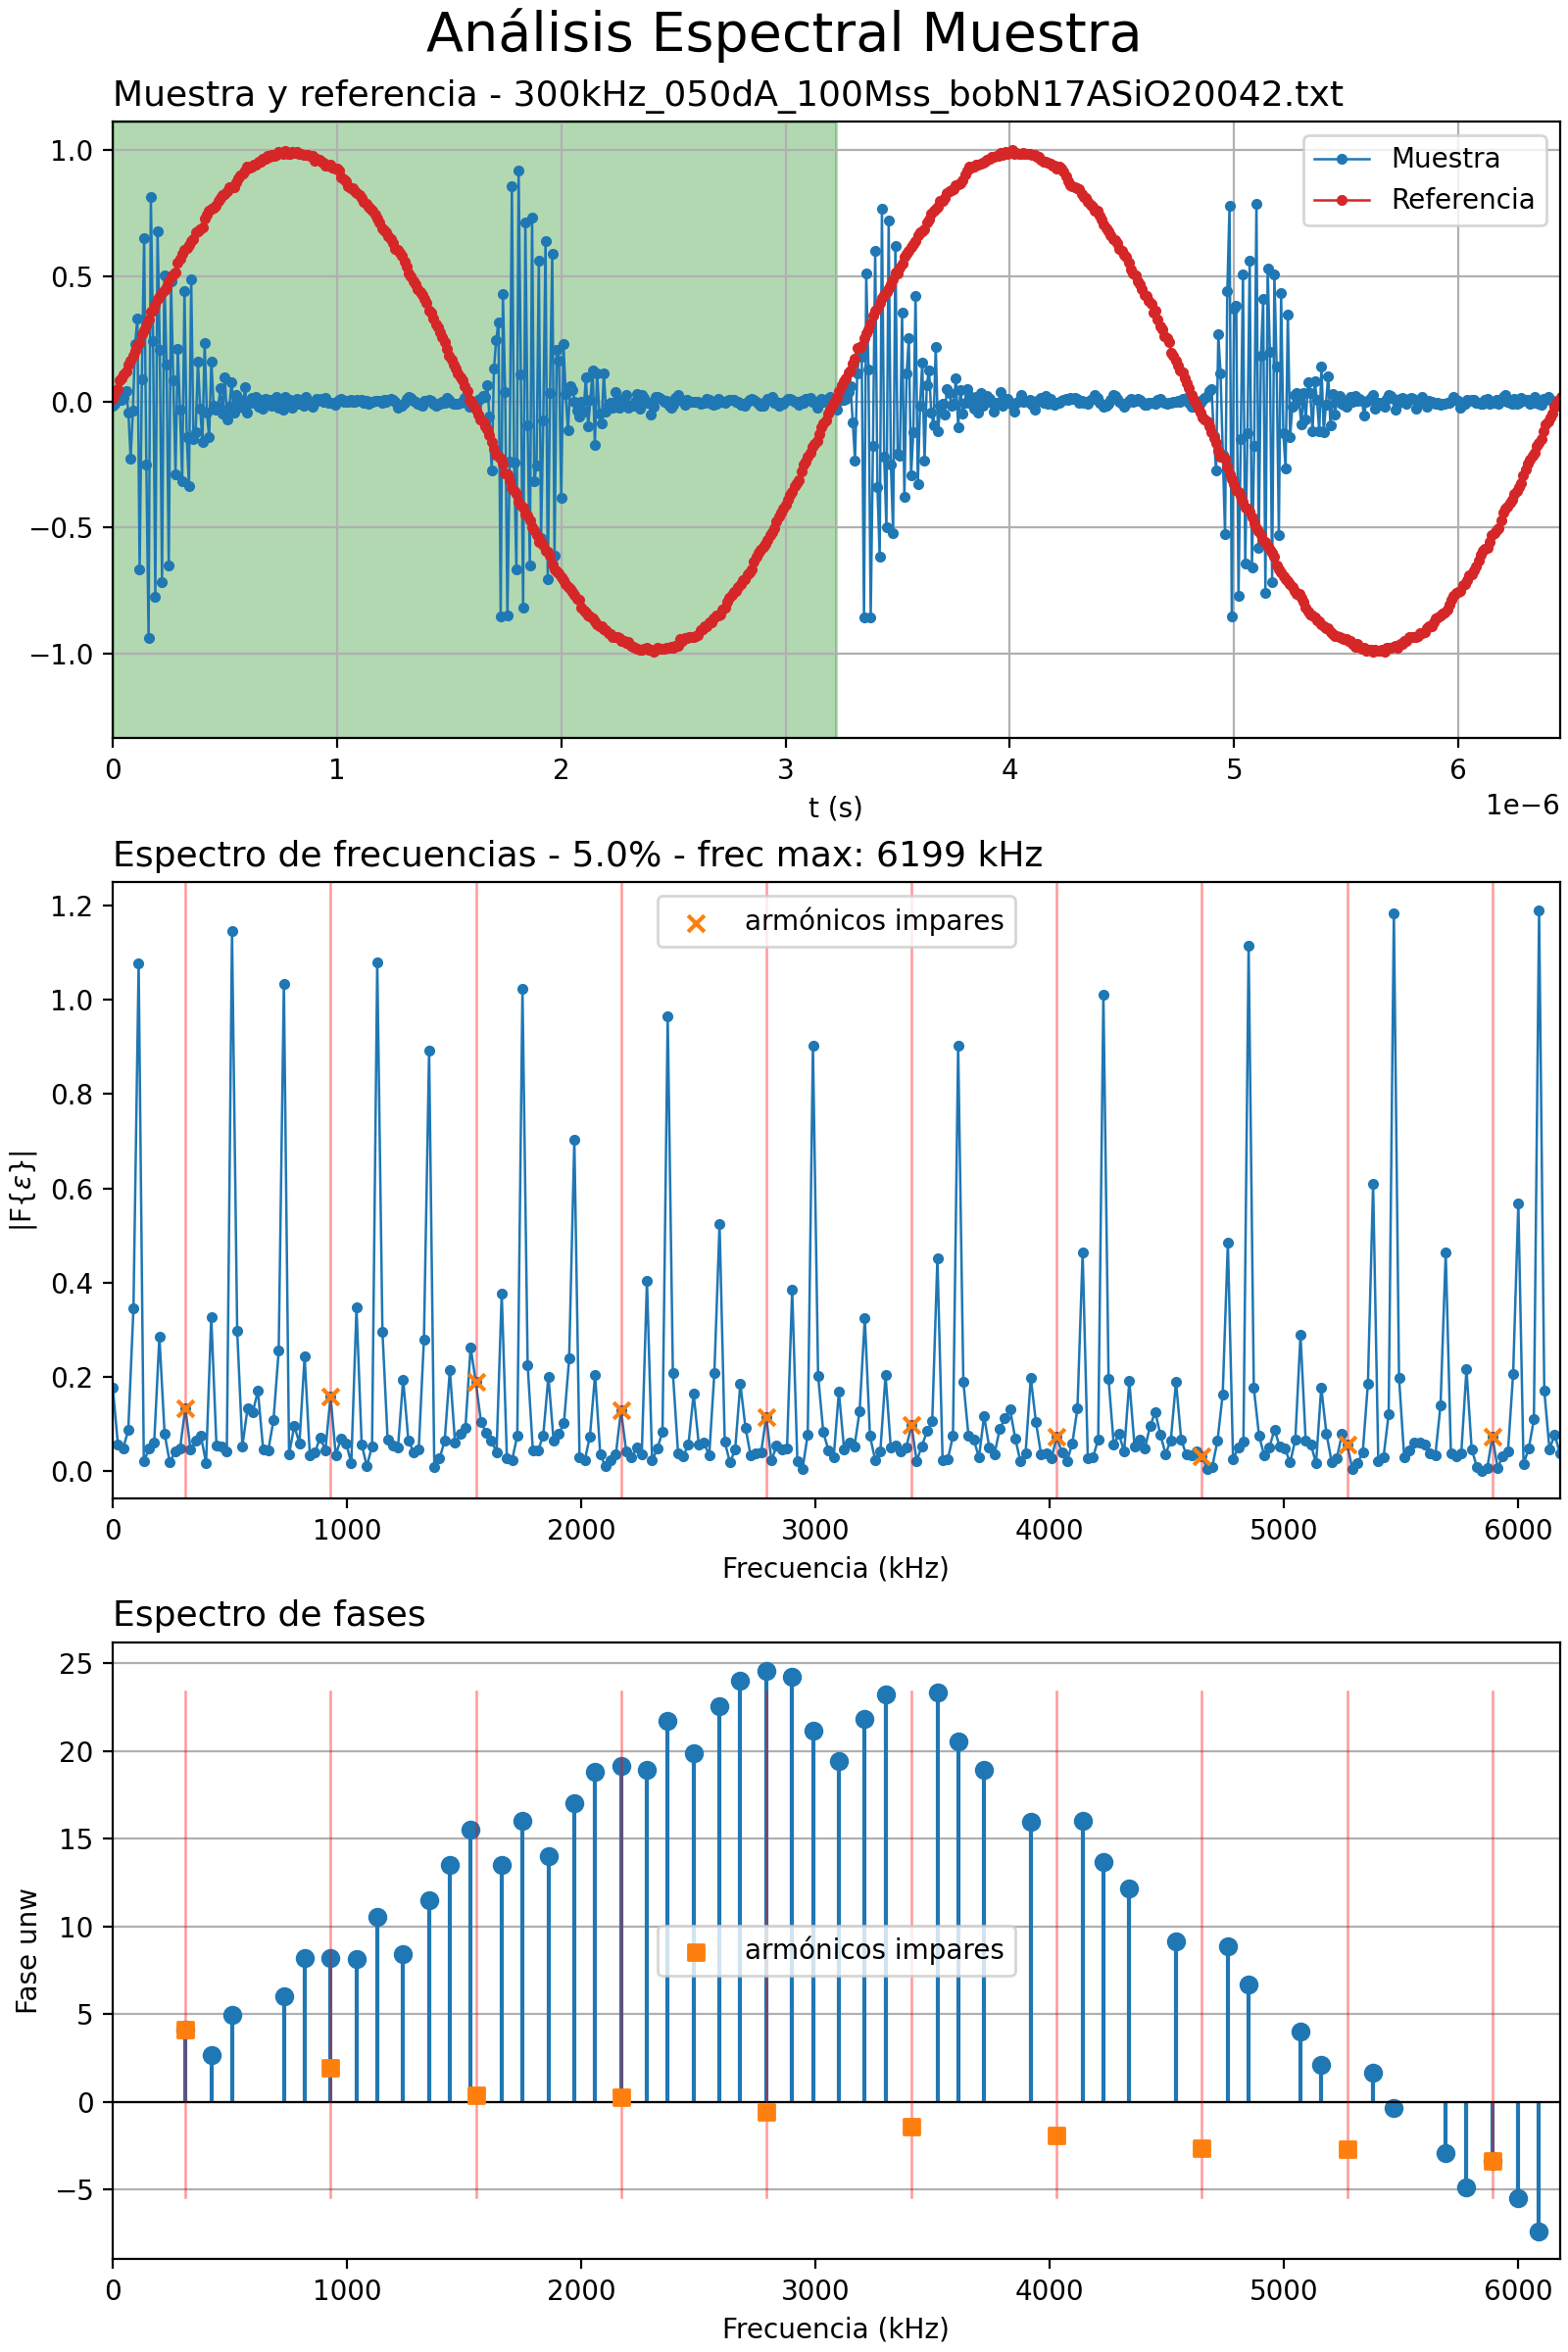 Análisis Espectral Muestra
Muestra y referencia - 300kHz_050dA_100Mss_bobN17ASiO20042.txt
1.0
0.5
0.0
−0.5
−1.0
Muestra
Referencia
0 1 2 3 4 5 6
t (s)
1e−6
Espectro de frecuencias - 5.0% - frec max: 6199 kHz
1.2
1.0
0.8
0.6
0.4
0.2
0.0
|F{ε}|
armónicos impares
0 1000 2000 3000 4000 5000 6000
Frecuencia (kHz)
Espectro de fases
25
20
15
10
5
0
−5
Fase unw
armónicos impares
0 1000 2000 3000 4000 5000 6000
Frecuencia (kHz)